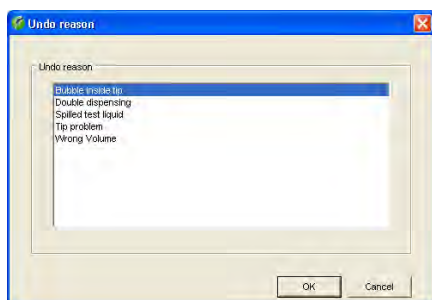 Undo reason
Undo reason
Bubble inside tip
Double dispensing
Spilled test liquid
Tip problem
Wrong Volume
OK
Cancel